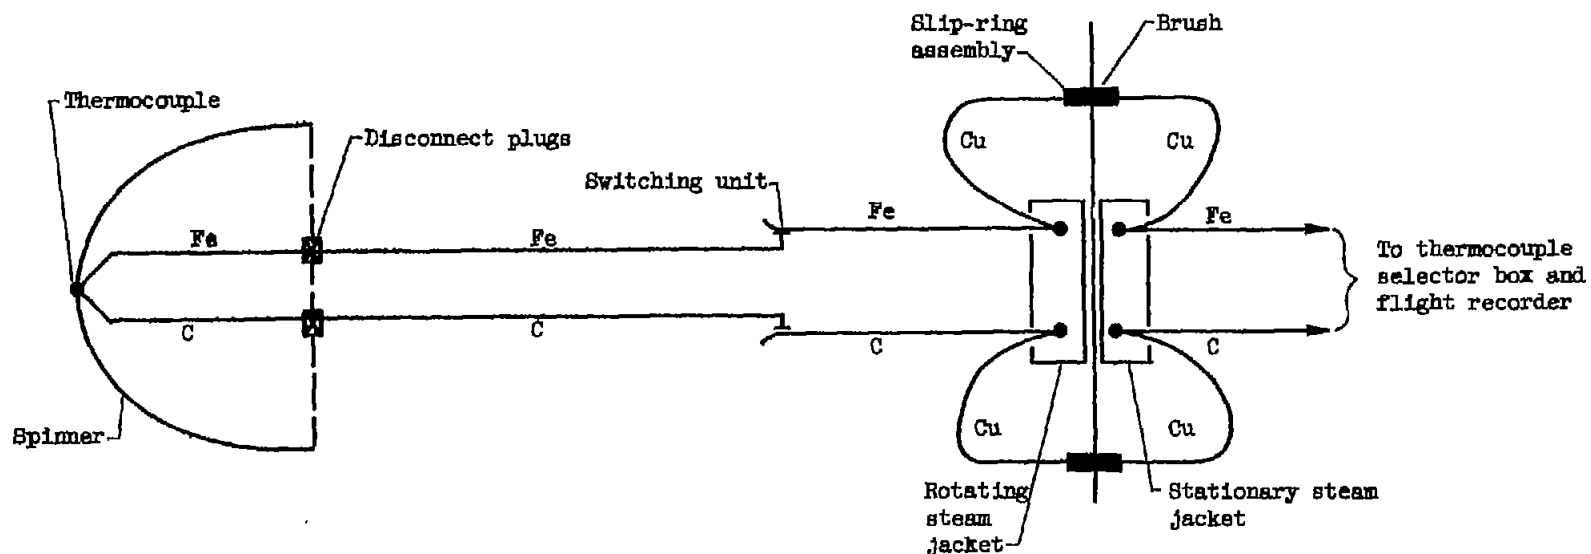 Slip-ring
assembly
Brush
Thermocouple
Disconnect plugs
Cu
Cu
Switching unit
Fe
Fe
Fe
Fe
To thermocouple
selector box and
flight recorder
C
C
C
C
Spinner
Cu
Cu
Rotating
steam
jacket
Stationary steam
jacket